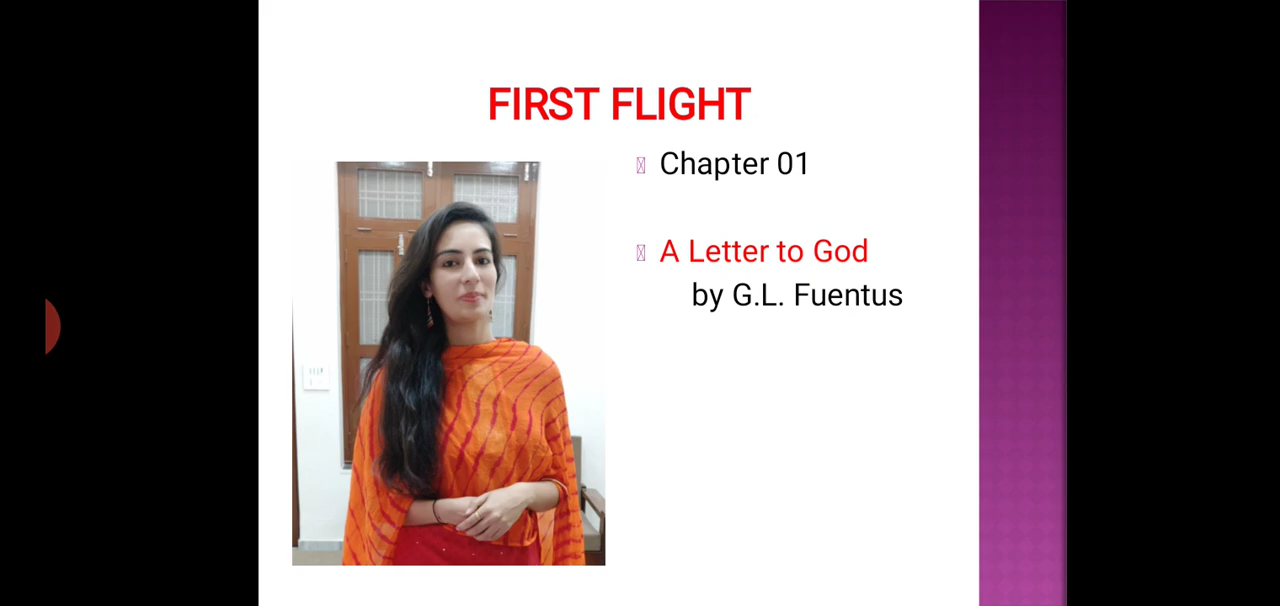 FIRST FLIGHT
Chapter 01
A Letter to God
by G.L. Fuentus